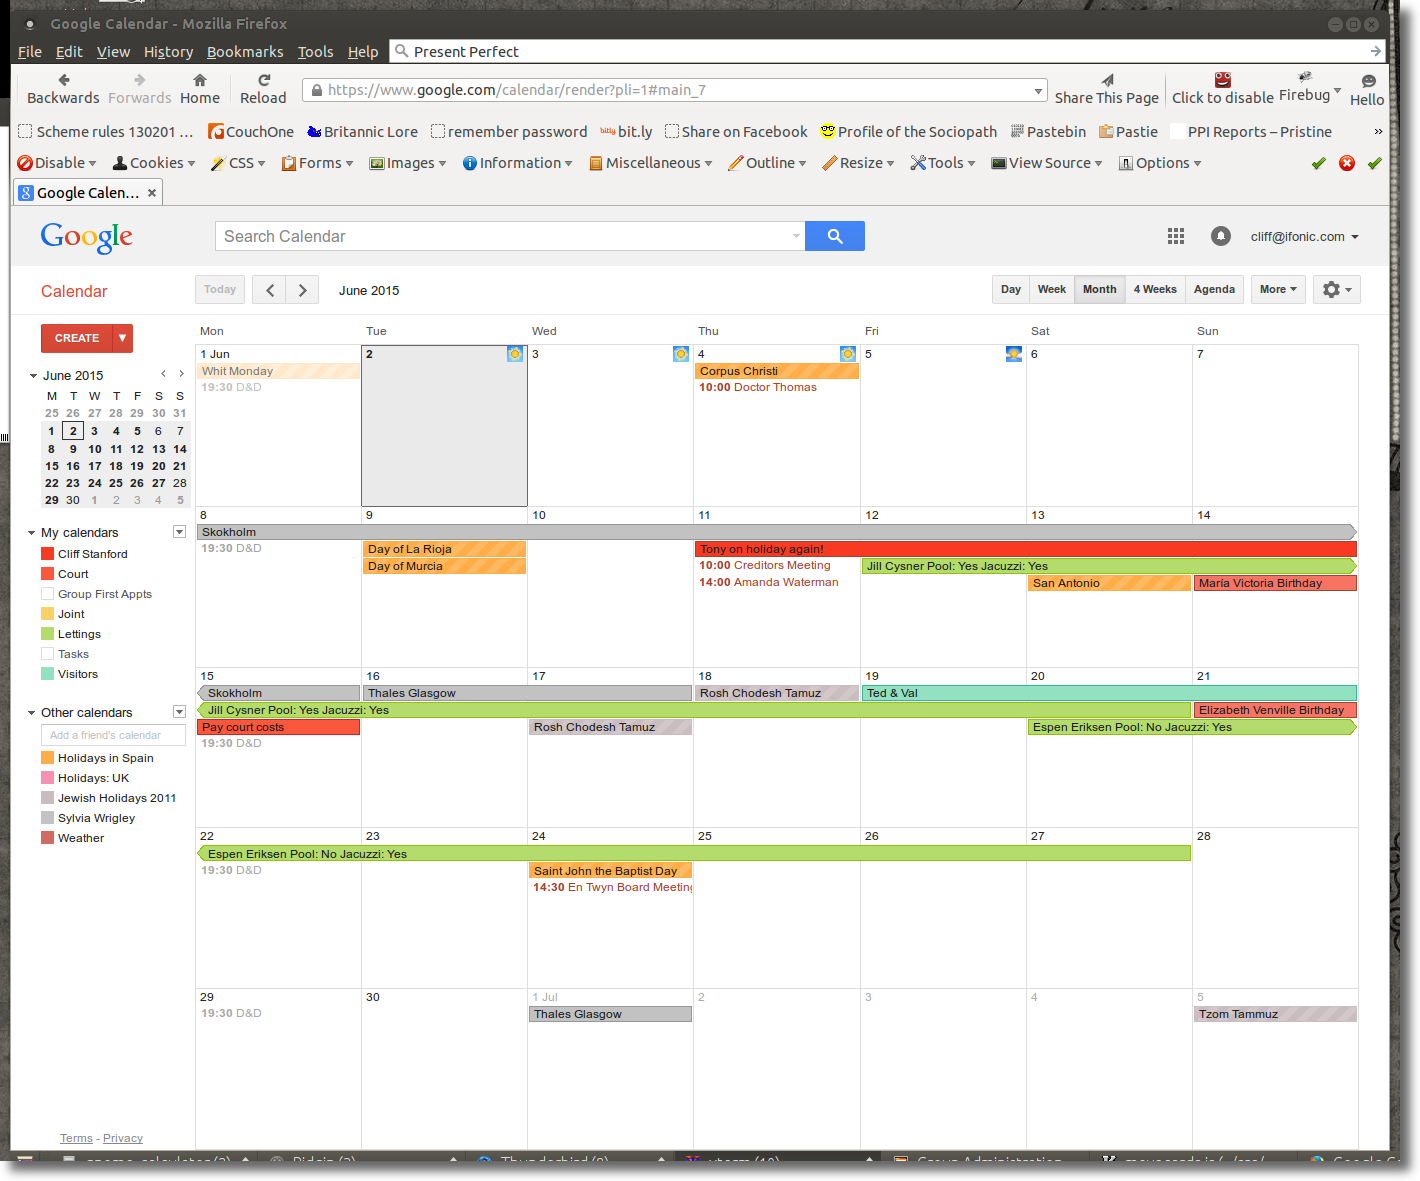 Google Calendar - Mozilla Firefox
File Edit View History Bookmarks Tools Help Present Perfect
Backwards Forwards Home Reload https://www.google.com/calendar/render?pli=1#main_7 Share This Page Click to disable Firebug Hello
Scheme rules 130201 ... CouchOne Britannic Lore remember password bit.ly Share on Facebook Profile of the Sociopath Pastebin Pastie PPI Reports – Pristine »
Disable Cookies CSS Forms Images Information Miscellaneous Outline Resize Tools View Source Options
Google Calen... ×
Google Search Calendar cliff@ifonic.com
Calendar Today June 2015 Day Week Month 4 Weeks Agenda More
CREATE
June 2015
M T W T F S S
25 26 27 28 29 30 31
1 2 3 4 5 6 7
8 9 10 11 12 13 14
15 16 17 18 19 20 21
22 23 24 25 26 27 28
29 30 1 2 3 4 5
My calendars
Cliff Stanford
Court
Group First Appts
Joint
Lettings
Tasks
Visitors
Other calendars
Add a friend's calendar
Holidays in Spain
Holidays: UK
Jewish Holidays 2011
Sylvia Wrigley
Weather
Terms - Privacy
Mon Tue Wed Thu Fri Sat Sun
1 Jun 2 3 4 5 6 7
Whit Monday Corpus Christi
19:30 D&D 10:00 Doctor Thomas
8 9 10 11 12 13 14
Skokholm
19:30 D&D Day of La Rioja Tony on holiday again!
Day of Murcia 10:00 Creditors Meeting Jill Cysner Pool: Yes Jacuzzi: Yes
14:00 Amanda Waterman San Antonio María Victoria Birthday
15 16 17 18 19 20 21
Skokholm Thales Glasgow Rosh Chodesh Tamuz Ted & Val
Jill Cysner Pool: Yes Jacuzzi: Yes Elizabeth Venville Birthday
Pay court costs Rosh Chodesh Tamuz Espen Eriksen Pool: No Jacuzzi: Yes
19:30 D&D
22 23 24 25 26 27 28
Espen Eriksen Pool: No Jacuzzi: Yes
19:30 D&D Saint John the Baptist Day
14:30 En Twyn Board Meeting
29 30 1 Jul 2 3 4 5
19:30 D&D Thales Glasgow Tzom Tammuz